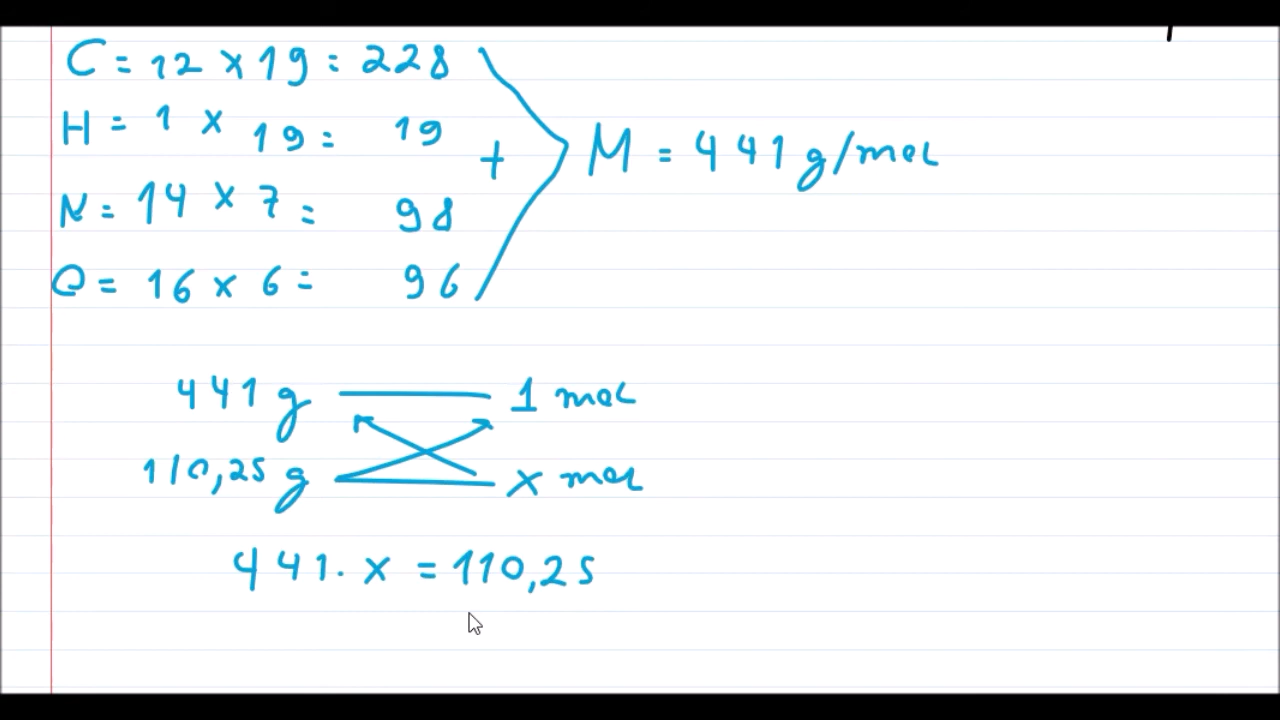 C = 12 x 19 = 228
H = 1 x 19 = 19
N = 14 x 7 = 98
O = 16 x 6 = 96
+
M = 441 g/mol
441 g 1 mol
110,25 g x mol
441. x = 110,25